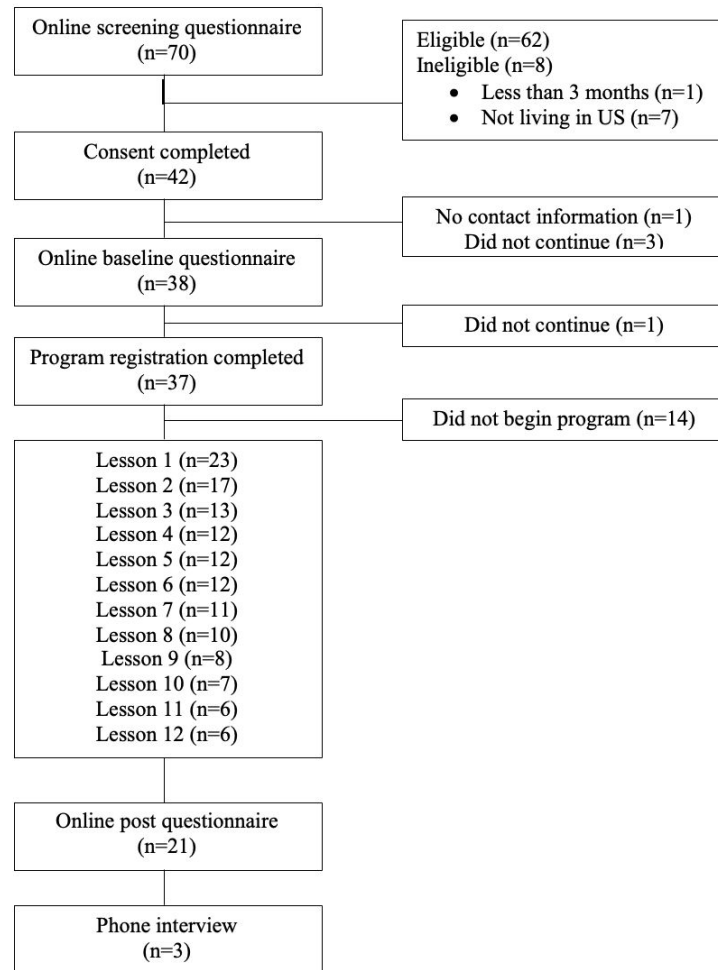 Online screening questionnaire
(n=70)
Eligible (n=62)
Ineligible (n=8)
• Less than 3 months (n=1)
• Not living in US (n=7)
Consent completed
(n=42)
No contact information (n=1)
Did not continue (n=3)
Online baseline questionnaire
(n=38)
Did not continue (n=1)
Program registration completed
(n=37)
Did not begin program (n=14)
Lesson 1 (n=23)
Lesson 2 (n=17)
Lesson 3 (n=13)
Lesson 4 (n=12)
Lesson 5 (n=12)
Lesson 6 (n=12)
Lesson 7 (n=11)
Lesson 8 (n=10)
Lesson 9 (n=8)
Lesson 10 (n=7)
Lesson 11 (n=6)
Lesson 12 (n=6)
Online post questionnaire
(n=21)
Phone interview
(n=3)